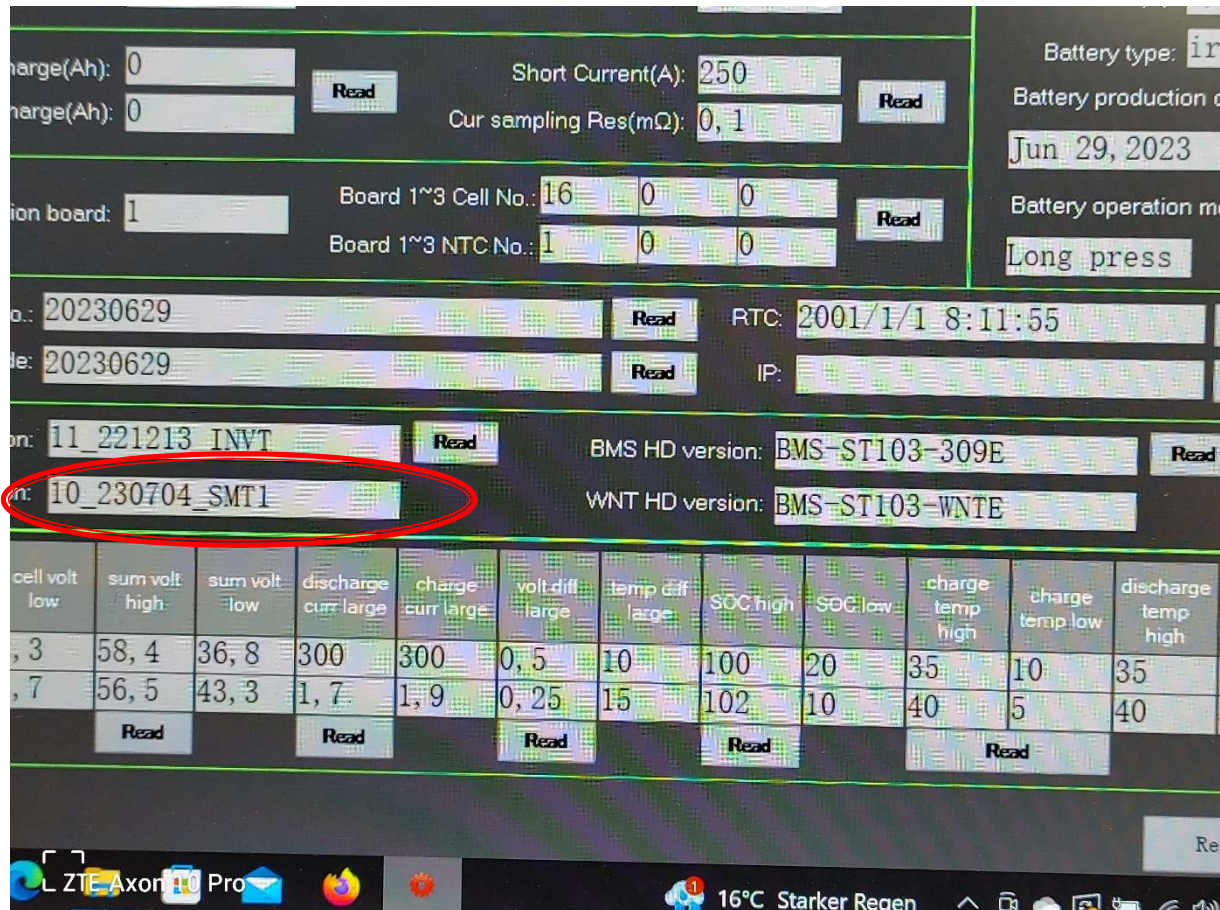 harge(Ah): 0
Read
Short Current(A): 250
Read
Battery type: ir
harge(Ah): 0
Cur sampling Res(mΩ): 0,1
Battery production
Jun 29,2023
ion board: 1
Board 1~3 Cell No.: 16 0 0
Read
Battery operation m
Board 1~3 NTC No.: 1 0 0
Long press
o.: 20230629
Read
RTC: 2001/1/1 8:11:55
de: 20230629
Read
IP:
on: 11_221213_INVT
Read
BMS HD version: BMS-ST103-309E
Read
n: 10_230704_SMT1
WNT HD version: BMS-ST103-WNTE
cell volt low
sum volt high
sum volt low
discharge curr large
charge curr large
volt diff large
temp diff large
SOC high
SOC low
charge temp high
charge temp low
discharge temp high
,3 58,4 36,8 300 300 0,5 10 100 20 35 10 35
,7 56,5 43,3 1,7 1,9 0,25 15 102 10 40 5 40
Read Read Read Read Read
Re
ZTE Axon 10 Pro
1
16°C Starker Regen